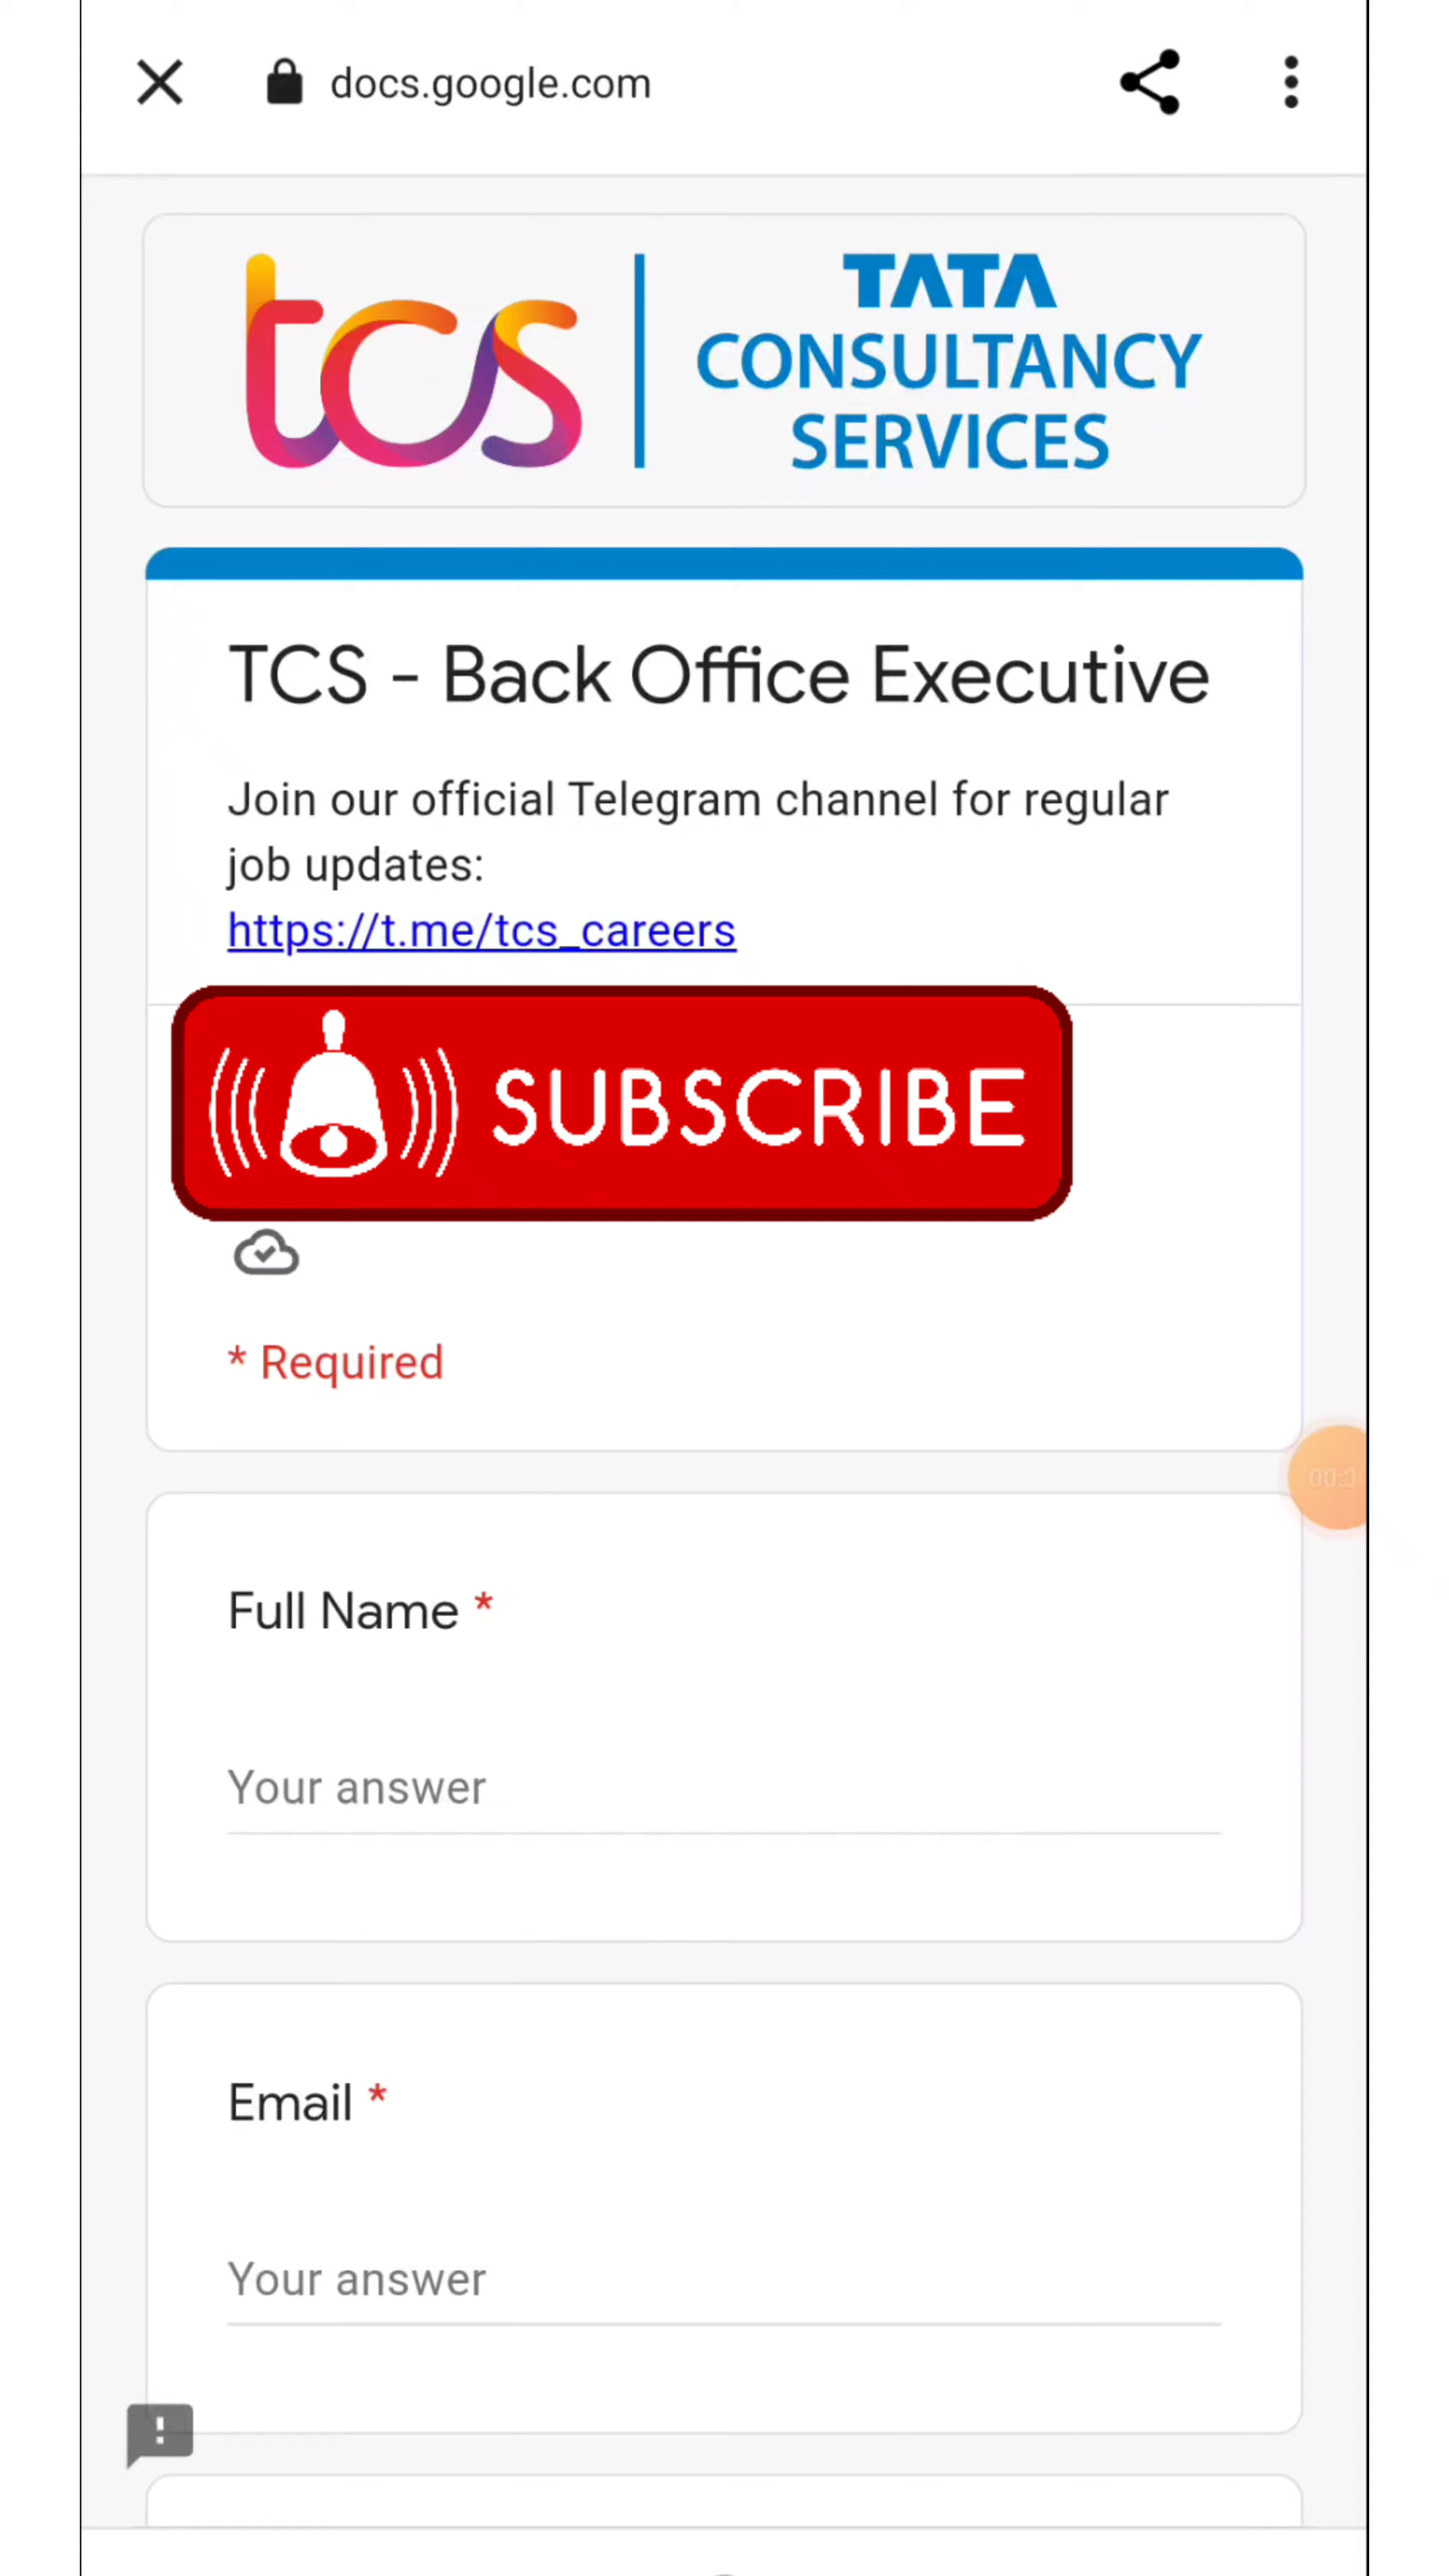 docs.google.com
tcs
TATA
CONSULTANCY
SERVICES
TCS - Back Office Executive
Join our official Telegram channel for regular
job updates:
https://t.me/tcs_careers
SUBSCRIBE
* Required
Full Name *
Your answer
Email *
Your answer